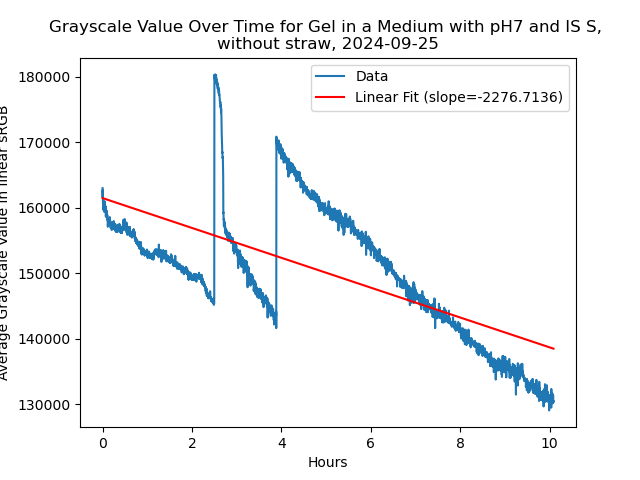 Grayscale Value Over Time for Gel in a Medium with pH7 and IS S,
without straw, 2024-09-25
Data
Linear Fit (slope=-2276.7136)
180000
170000
160000
150000
140000
130000
Average Grayscale Value in linear sRGB
0 2 4 6 8 10
Hours